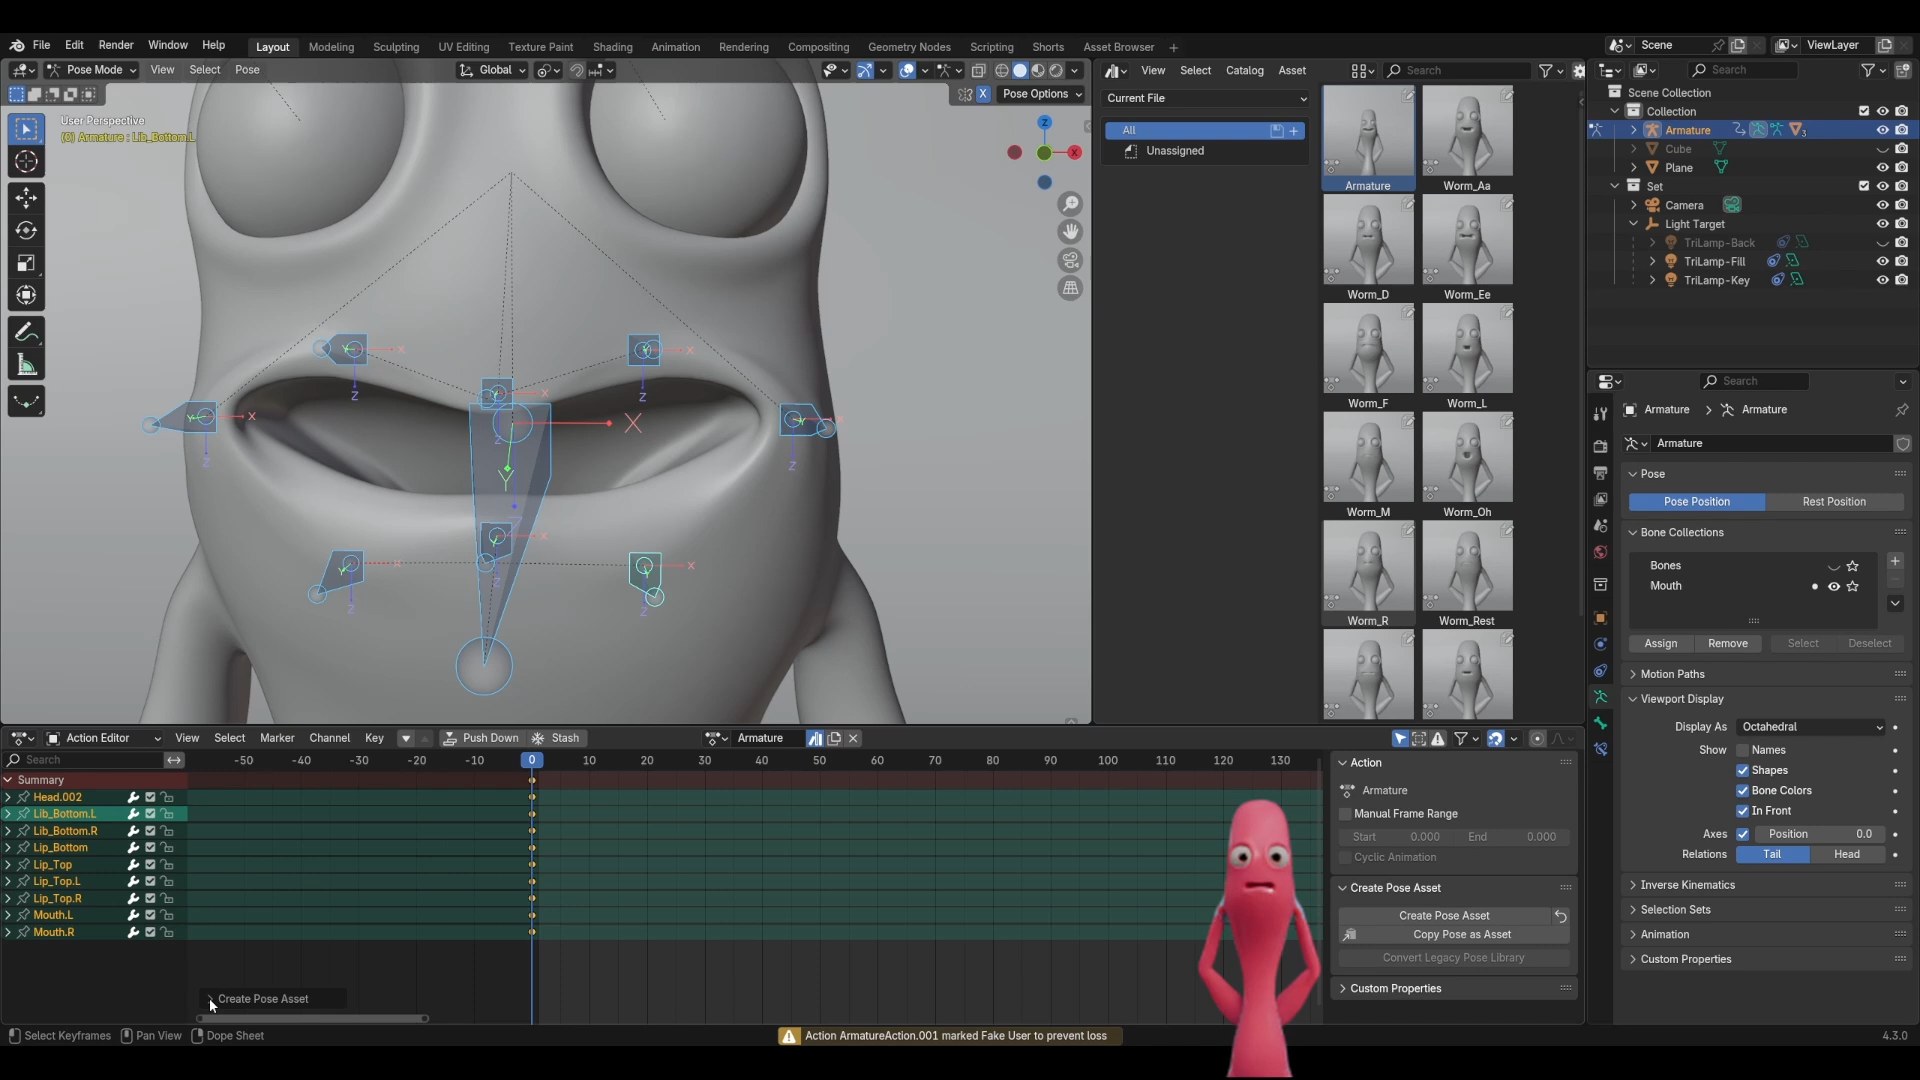 File Edit Render Window Help Layout Modeling Sculpting UV Editing Texture Paint Shading Animation Rendering Compositing Geometry Nodes Scripting Shorts Asset Browser + Scene ViewLayer
Pose Mode View Select Pose Global
View Select Catalog Asset Search
Search
X Pose Options
Current File
Scene Collection
Collection
User Perspective
(0) Armature : Lib_Bottom.L
All
Unassigned
Armature
Cube
Plane
Set
Camera
Light Target
TriLamp-Back
TriLamp-Fill
TriLamp-Key
Z
X
Armature Worm_Aa
Worm_D Worm_Ee
Worm_F Worm_L
Worm_M Worm_Oh
Worm_R Worm_Rest
Search
Armature Armature
Armature
Pose
Pose Position Rest Position
Bone Collections
Bones
Mouth
Assign Remove Select Deselect
Motion Paths
Viewport Display
Display As Octahedral
Show Names
Shapes
Bone Colors
In Front
Axes Position 0.0
Relations Tail Head
Inverse Kinematics
Selection Sets
Animation
Custom Properties
Action Editor View Select Marker Channel Key Push Down Stash Armature
Search
-50 -40 -30 -20 0 10 20 30 40 50 60 70 80 90 100 110 120 130
Summary
Head.002
Lib_Bottom.L
Lib_Bottom.R
Lip_Bottom
Lip_Top
Lip_Top.L
Lip_Top.R
Mouth.L
Mouth.R
Action
Armature
Manual Frame Range
Start 0.000 End 0.000
Cyclic Animation
Create Pose Asset
Create Pose Asset
Copy Pose as Asset
Convert Legacy Pose Library
Custom Properties
Create Pose Asset
Select Keyframes Pan View Dope Sheet
Action ArmatureAction.001 marked Fake User to prevent loss
4.3.0